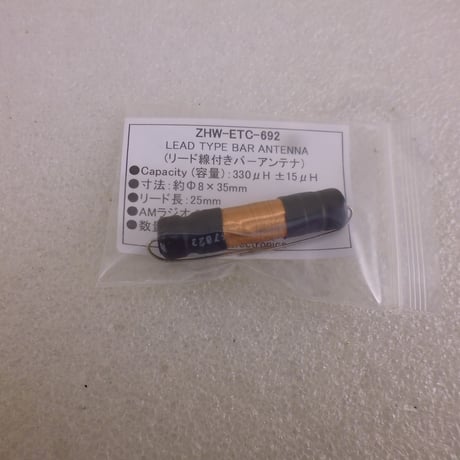 ZHW-ETC-692
LEAD TYPE BAR ANTENNA
(リード線付きバーアンテナ)
●Capacity (容量):330μH ±15μH
●寸法:約Φ8×35mm
●リード長:25mm
●AMラジオ
●数量